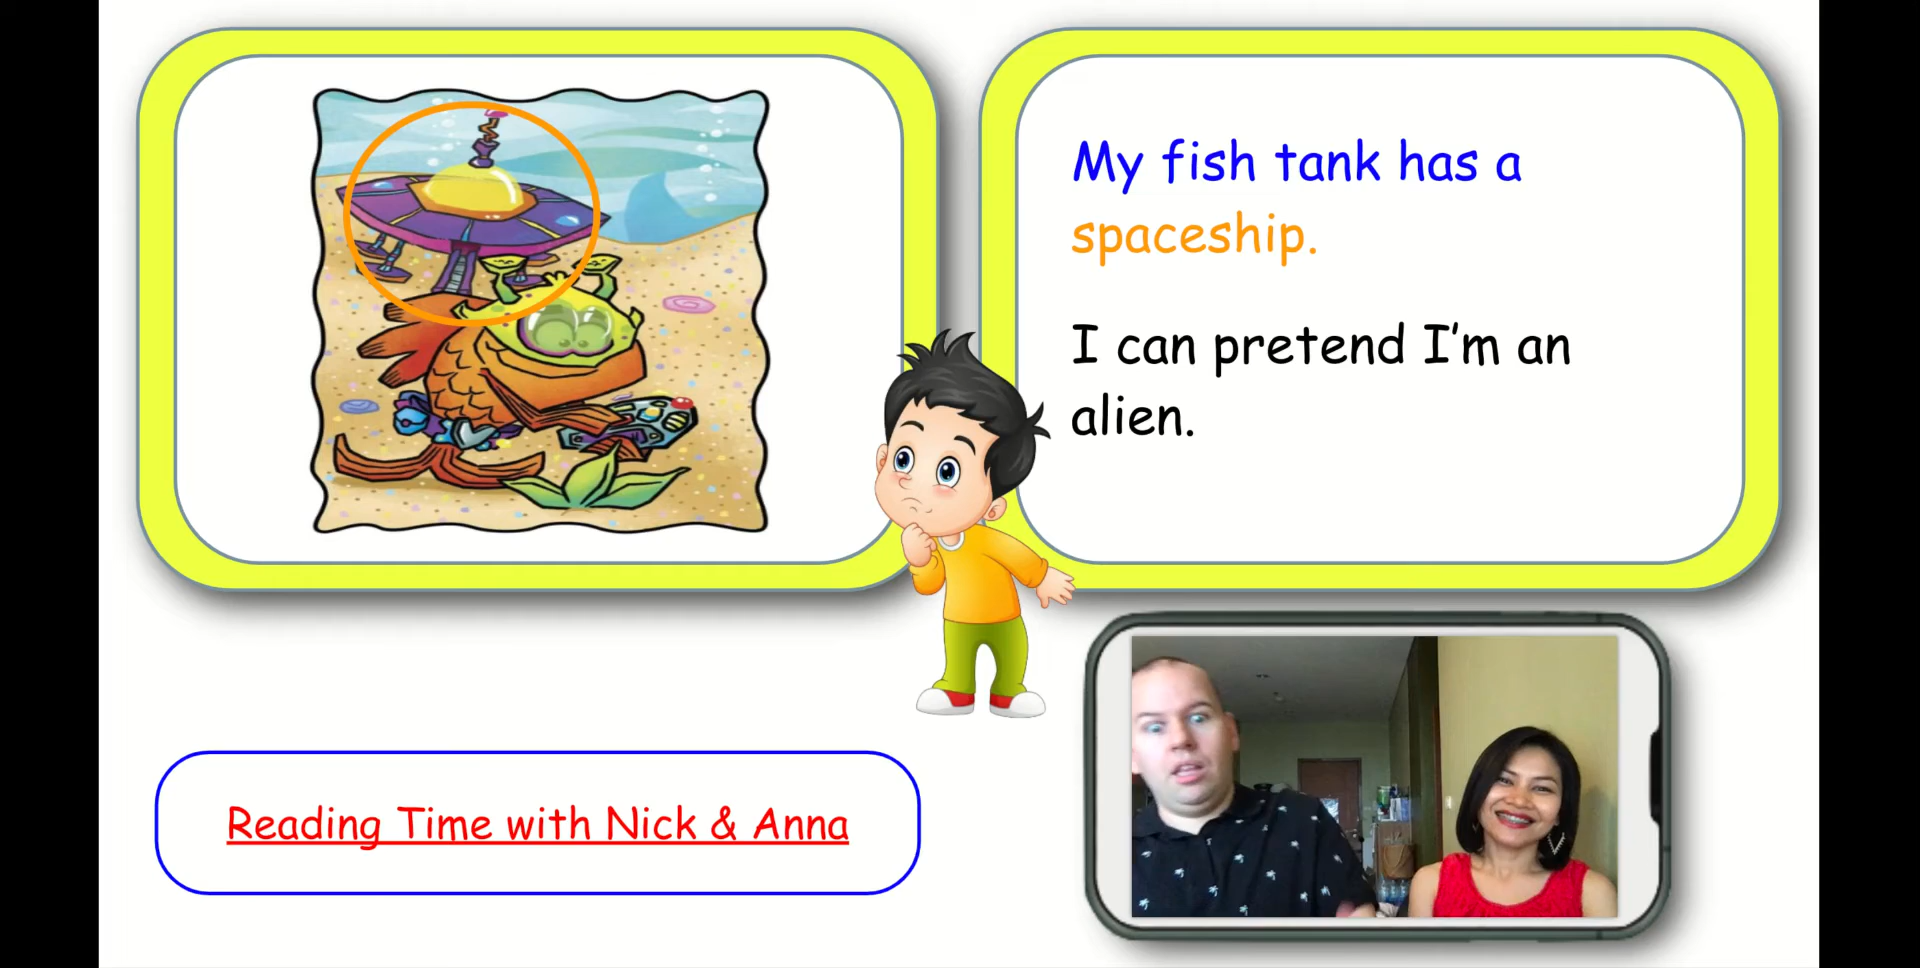 My fish tank has a
spaceship.
I can pretend I'm an
alien.
Reading Time with Nick & Anna